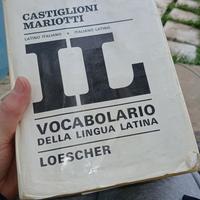 CASTIGLIONI
MARIOTTI
LATINO ITALIANO • ITALIANO LATINO
IL
VOCABOLARIO
DELLA LINGUA LATINA
LOESCHER